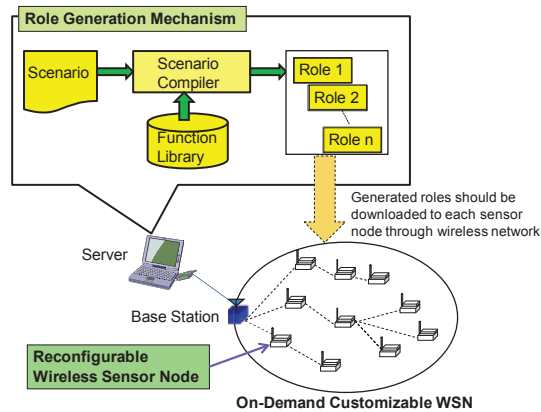 Role Generation Mechanism
Scenario
Scenario
Compiler
Function
Library
Role 1
Role 2
Role n
Generated roles should be
downloaded to each sensor
node through wireless network
Server
Base Station
Reconfigurable
Wireless Sensor Node
On-Demand Customizable WSN